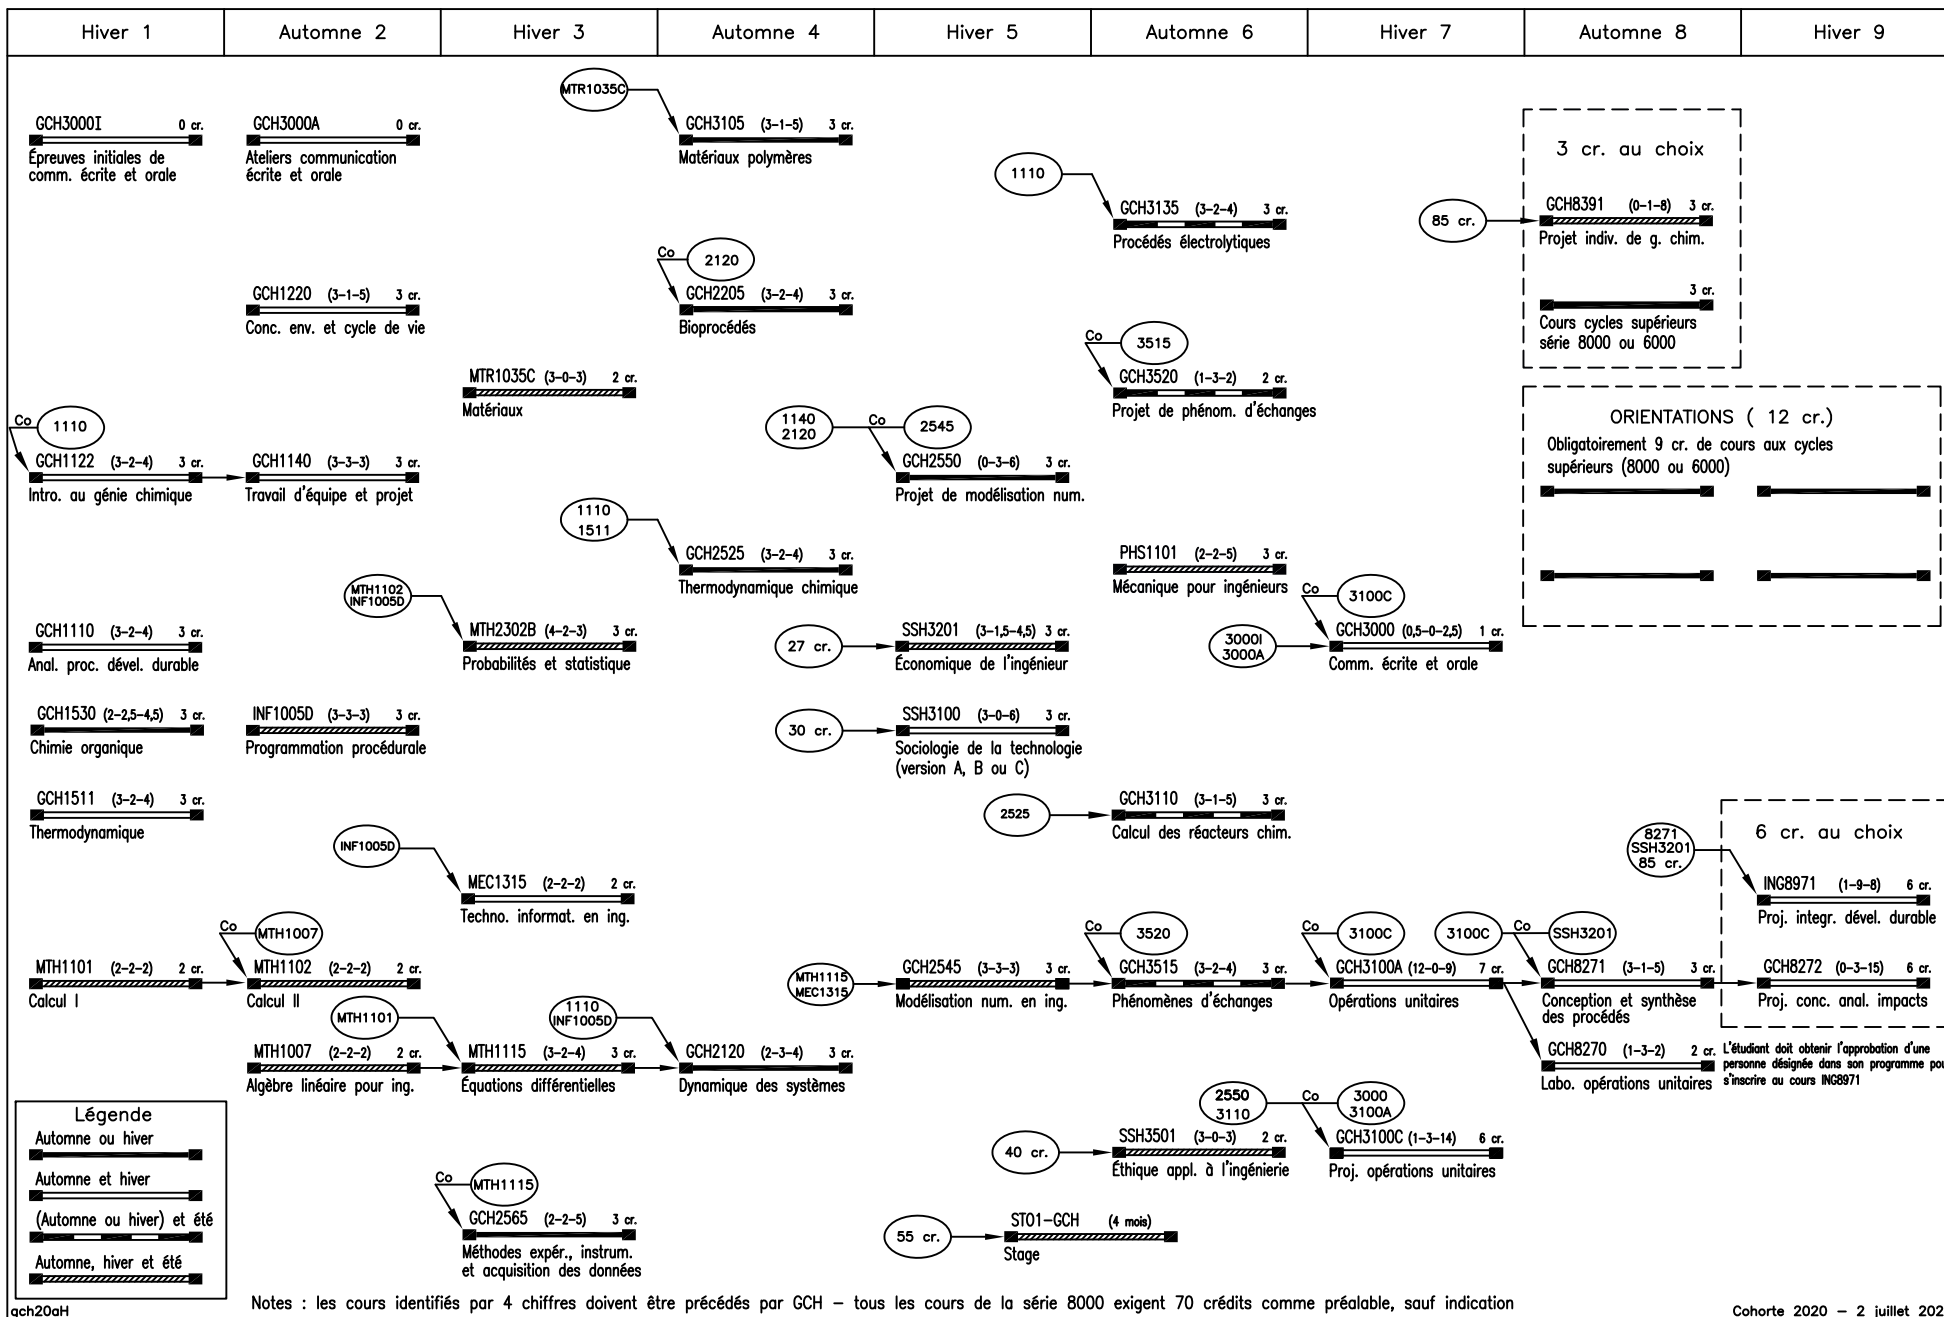 Hiver 1
Automne 2
Hiver 3
Automne 4
Hiver 5
Automne 6
Hiver 7
Automne 8
Hiver 9
GCH3000I 0 cr.
Épreuves initiales de
comm. écrite et orale
Co 1110
GCH1122 (3-2-4) 3 cr.
Intro. au génie chimique
GCH1110 (3-2-4) 3 cr.
Anal. proc. dével. durable
GCH1530 (2-2,5-4,5) 3 cr.
Chimie organique
GCH1511 (3-2-4) 3 cr.
Thermodynamique
MTH1101 (2-2-2) 2 cr.
Calcul I
GCH3000A 0 cr.
Ateliers communication
écrite et orale
GCH1220 (3-1-5) 3 cr.
Conc. env. et cycle de vie
GCH1140 (3-3-3) 3 cr.
Travail d'équipe et projet
INF1005D (3-3-3) 3 cr.
Programmation procédurale
Co MTH1007
MTH1102 (2-2-2) 2 cr.
Calcul II
MTH1007 (2-2-2) 2 cr.
Algèbre linéaire pour ing.
MTR1035C (3-0-3) 2 cr.
Matériaux
MTH1102
INF1005D
MTH2302B (4-2-3) 3 cr.
Probabilités et statistique
INF1005D
MEC1315 (2-2-2) 2 cr.
Techno. informat. en ing.
MTH1101
MTH1115 (3-2-4) 3 cr.
Équations différentielles
Co MTH1115
GCH2565 (2-2-5) 3 cr.
Méthodes expér., instrum.
et acquisition des données
MTR1035C
GCH3105 (3-1-5) 3 cr.
Matériaux polymères
Co 2120
GCH2205 (3-2-4) 3 cr.
Bioprocédés
1110
1511
GCH2525 (3-2-4) 3 cr.
Thermodynamique chimique
1110
INF1005D
GCH2120 (2-3-4) 3 cr.
Dynamique des systèmes
1140
2120
Co 2545
GCH2550 (0-3-6) 3 cr.
Projet de modélisation num.
27 cr.
SSH3201 (3-1,5-4,5) 3 cr.
Économique de l'ingénieur
30 cr.
SSH3100 (3-0-6) 3 cr.
Sociologie de la technologie
(version A, B ou C)
MTH1115
MEC1315
GCH2545 (3-3-3) 3 cr.
Modélisation num. en ing.
55 cr.
ST01-GCH (4 mois)
Stage
1110
GCH3135 (3-2-4) 3 cr.
Procédés électrolytiques
Co 3515
GCH3520 (1-3-2) 2 cr.
Projet de phénom. d'échanges
PHS1101 (2-2-5) 3 cr.
Mécanique pour ingénieurs
2525
GCH3110 (3-1-5) 3 cr.
Calcul des réacteurs chim.
Co 3520
GCH3515 (3-2-4) 3 cr.
Phénomènes d'échanges
40 cr.
SSH3501 (3-0-3) 2 cr.
Éthique appl. à l'ingénierie
Co 3100C
3000I
3000A
GCH3000 (0,5-0-2,5) 1 cr.
Comm. écrite et orale
Co 3100C
GCH3100A (12-0-9) 7 cr.
Opérations unitaires
2550
3110
Co 3000
3100A
GCH3100C (1-3-14) 6 cr.
Proj. opérations unitaires
3 cr. au choix
85 cr.
GCH8391 (0-1-8) 3 cr.
Projet indiv. de g. chim.
3 cr.
Cours cycles supérieurs
série 8000 ou 6000
ORIENTATIONS ( 12 cr.)
Obligatoirement 9 cr. de cours aux cycles
supérieurs (8000 ou 6000)
3100C
Co SSH3201
GCH8271 (3-1-5) 3 cr.
Conception et synthèse
des procédés
GCH8270 (1-3-2) 2 cr.
Labo. opérations unitaires
6 cr. au choix
8271
SSH3201
85 cr.
ING8971 (1-9-8) 6 cr.
Proj. integr. dével. durable
GCH8272 (0-3-15) 6 cr.
Proj. conc. anal. impacts
L'étudiant doit obtenir l'approbation d'une
personne désignée dans son programme pou
s'inscrire au cours ING8971
Légende
Automne ou hiver
Automne et hiver
(Automne ou hiver) et été
Automne, hiver et été
gch20aH
Notes : les cours identifiés par 4 chiffres doivent être précédés par GCH – tous les cours de la série 8000 exigent 70 crédits comme préalable, sauf indication
Cohorte 2020 – 2 juillet 202